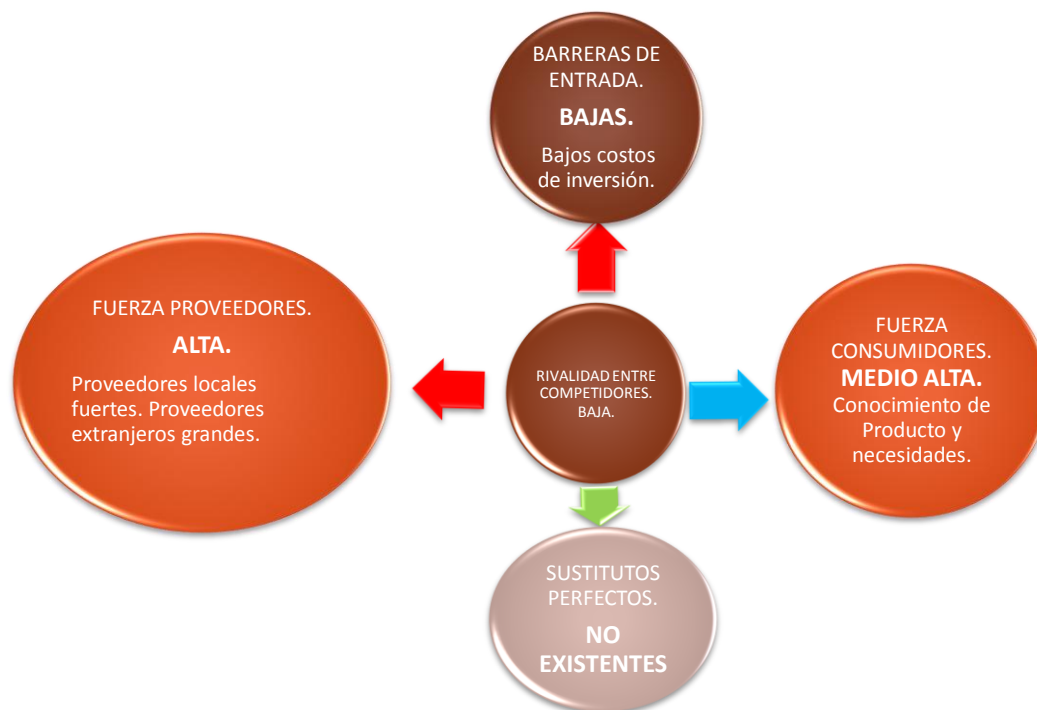 BARRERAS DE
ENTRADA.
BAJAS.
Bajos costos
de inversión.
FUERZA PROVEEDORES.
ALTA.
Proveedores locales
fuertes. Proveedores
extranjeros grandes.
RIVALIDAD ENTRE
COMPETIDORES.
BAJA.
FUERZA
CONSUMIDORES.
MEDIO ALTA.
Conocimiento de
Producto y
necesidades.
SUSTITUTOS
PERFECTOS.
NO
EXISTENTES